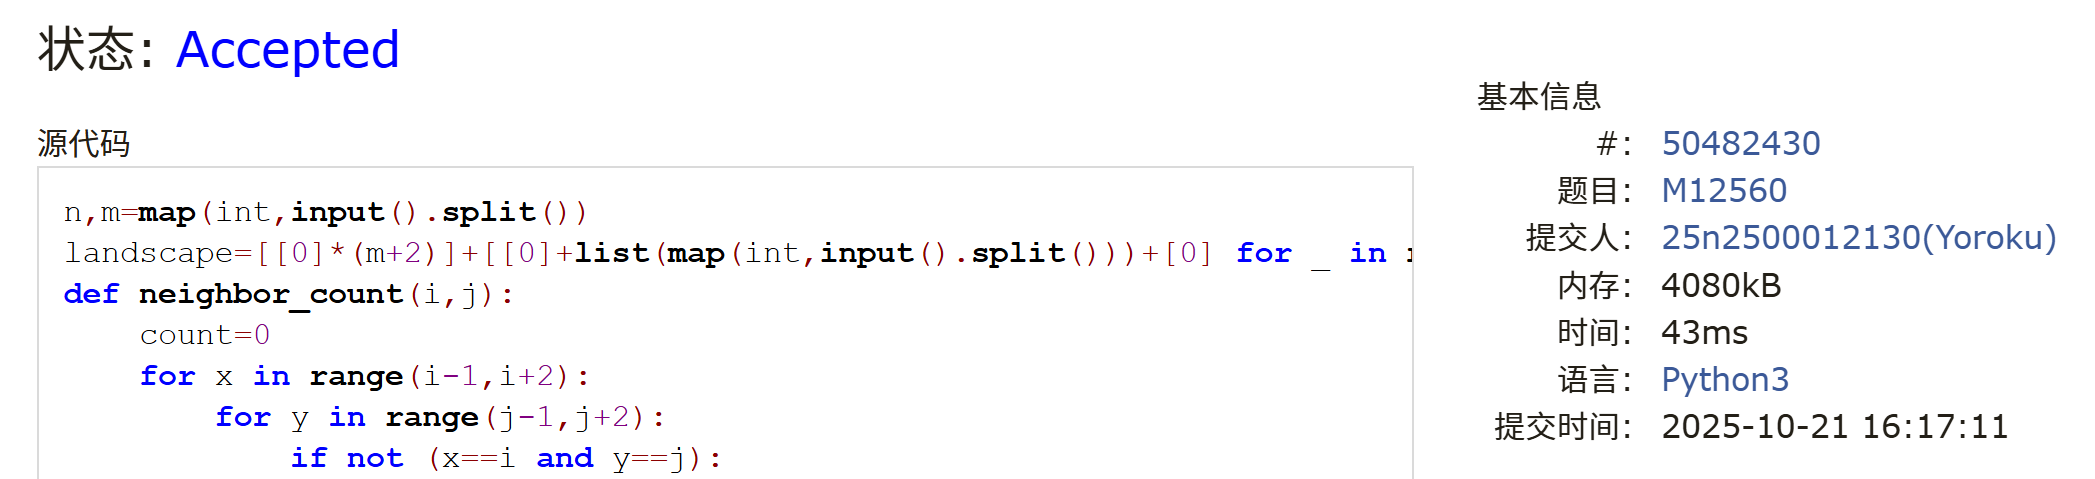 状态: Accepted
源代码
n,m=map(int,input().split())
landscape=[[0]*(m+2)]+[[0]+list(map(int,input().split()))+[0] for _ in
def neighbor_count(i,j):
    count=0
    for x in range(i-1,i+2):
        for y in range(j-1,j+2):
            if not (x==i and y==j):
基本信息
#: 50482430
题目: M12560
提交人: 25n2500012130(Yoroku)
内存: 4080kB
时间: 43ms
语言: Python3
提交时间: 2025-10-21 16:17:11